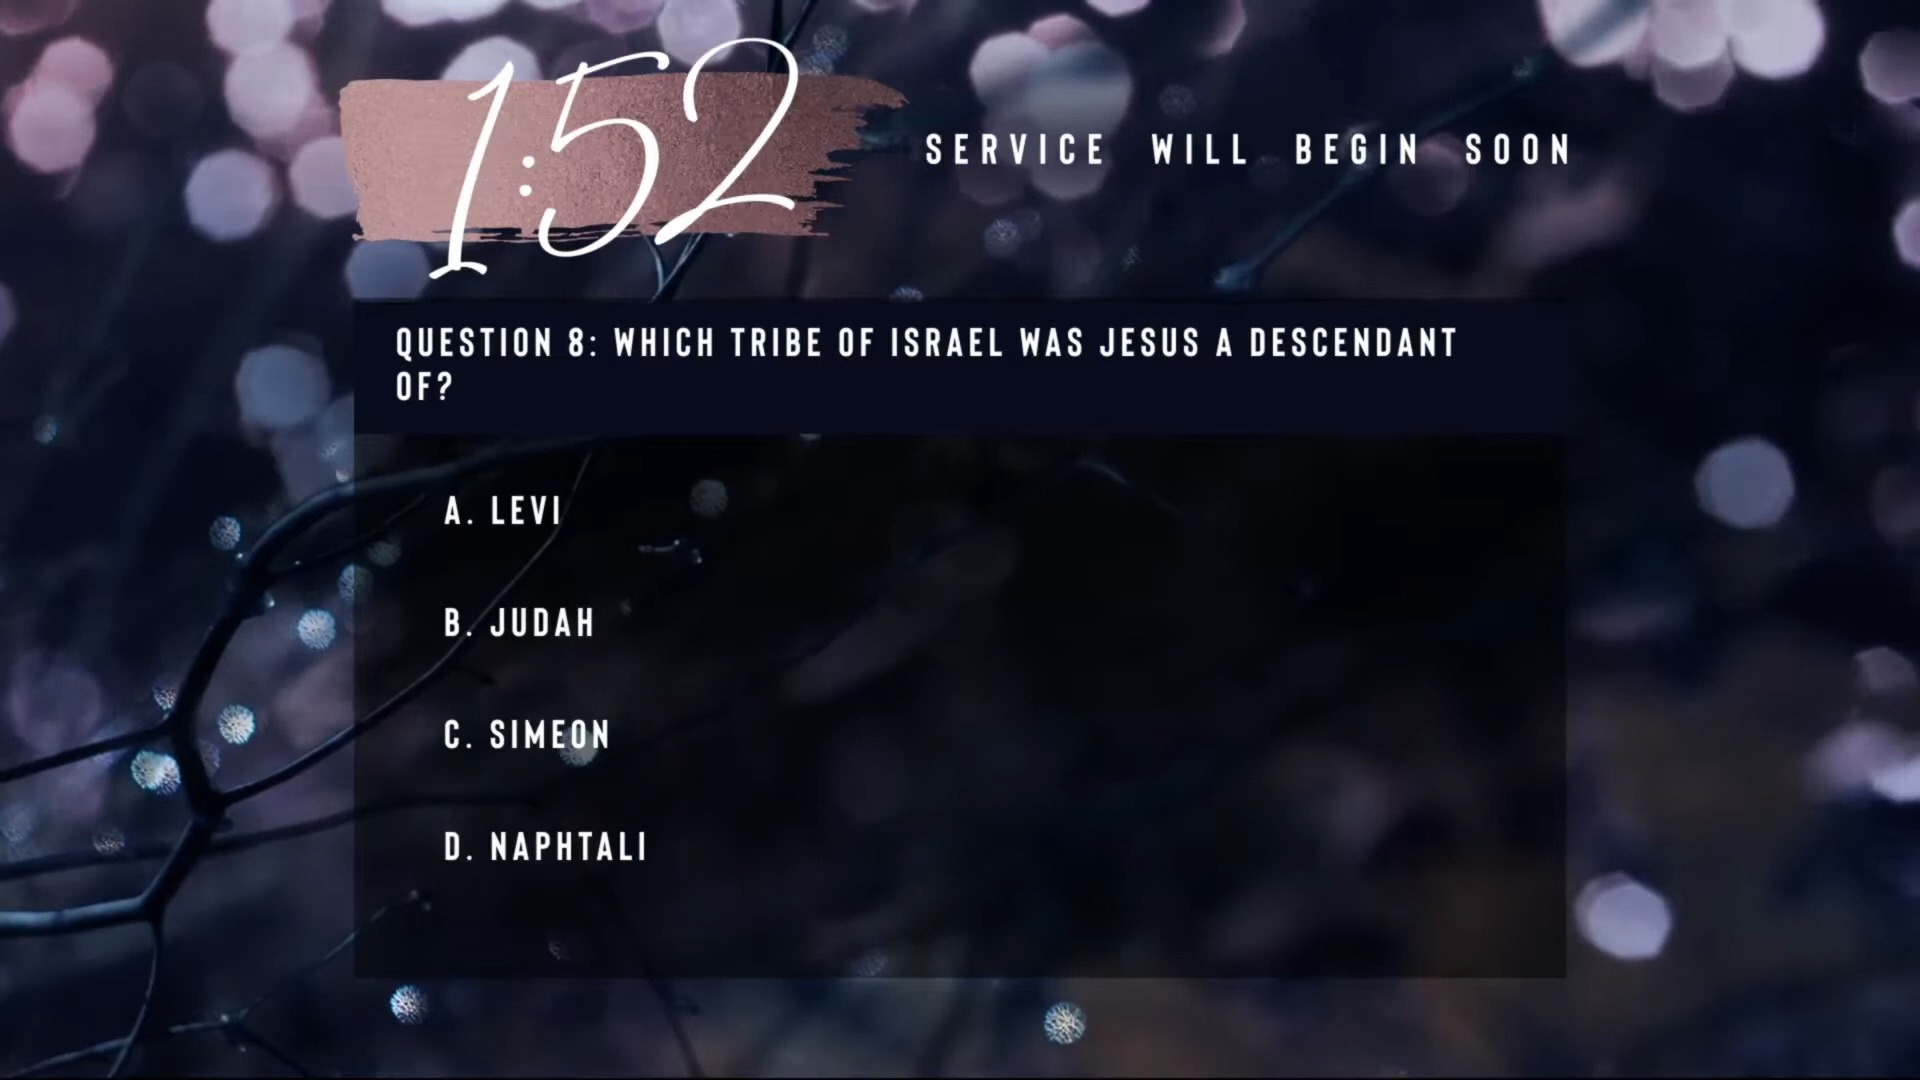 1:52
SERVICE WILL BEGIN SOON
QUESTION 8: WHICH TRIBE OF ISRAEL WAS JESUS A DESCENDANT
OF?
A. LEVI
B. JUDAH
C. SIMEON
D. NAPHTALI